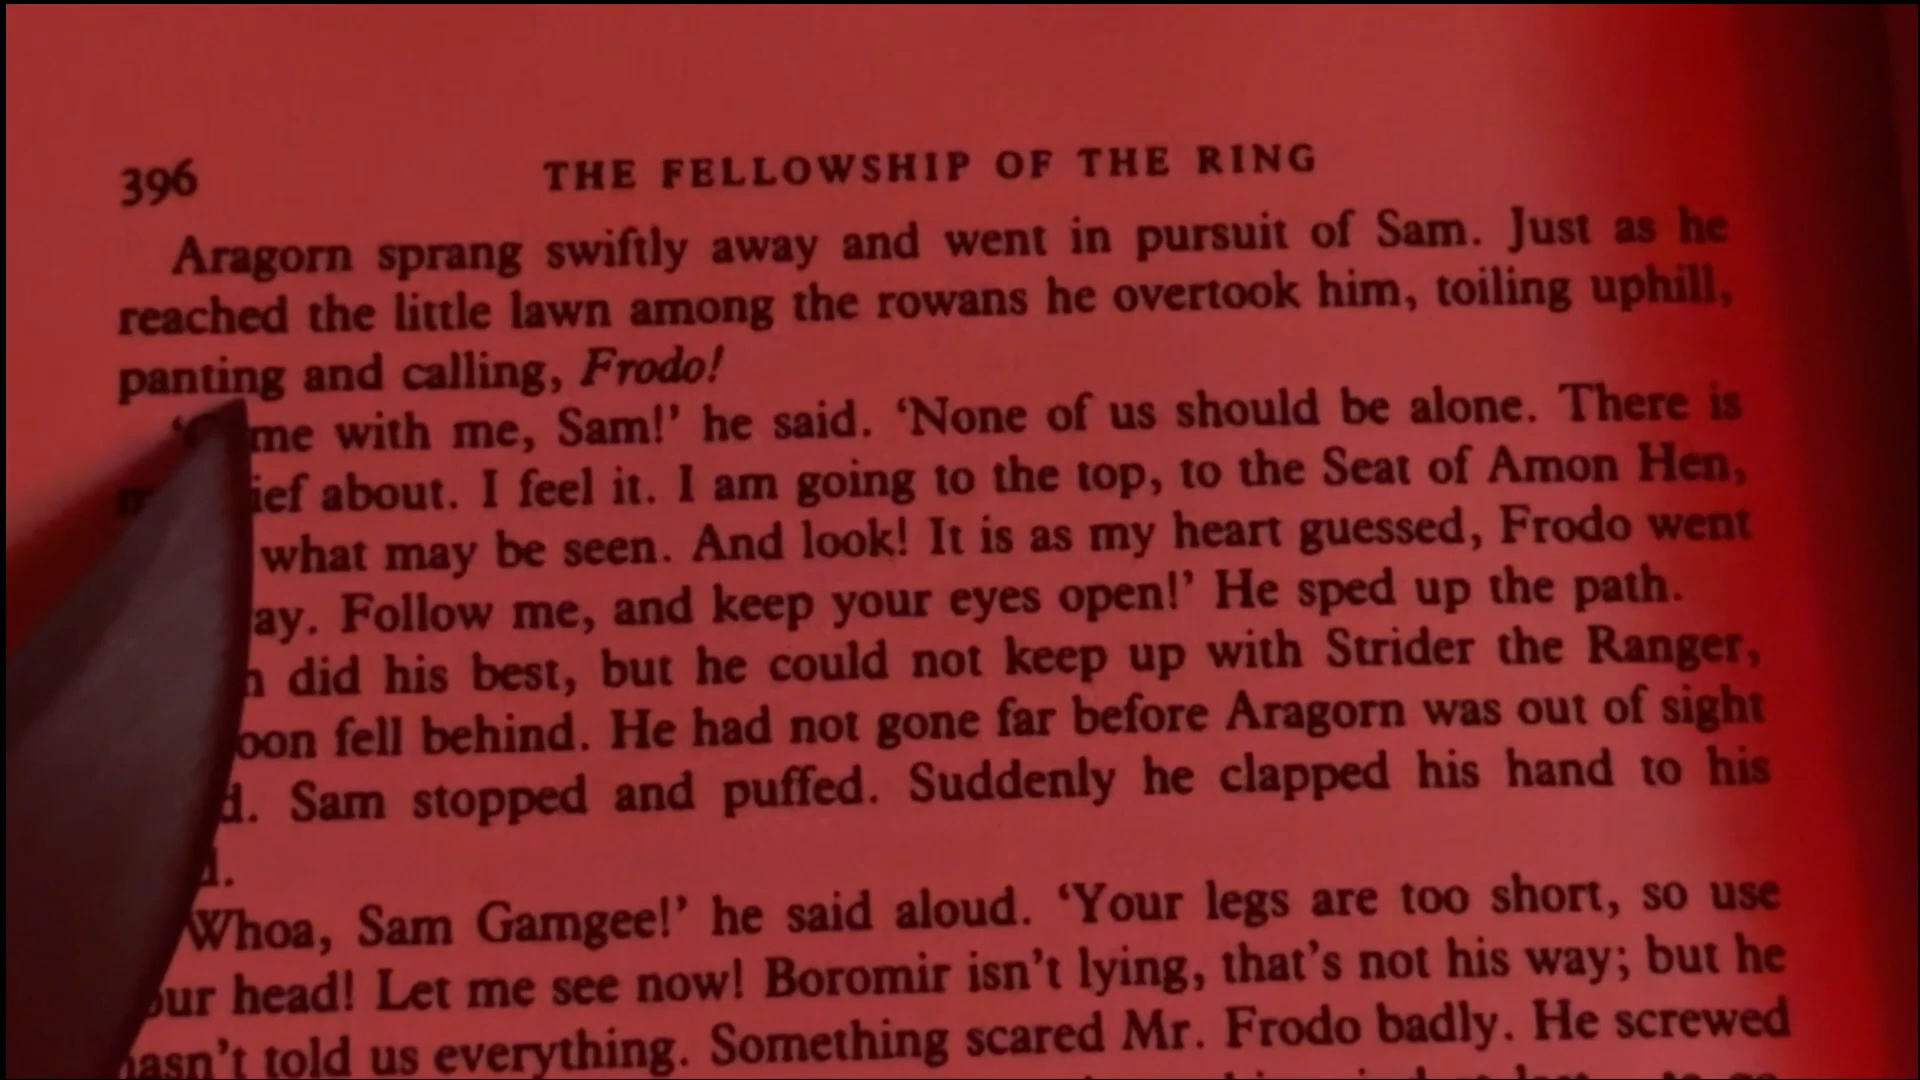 396 THE FELLOWSHIP OF THE RING
Aragorn sprang swiftly away and went in pursuit of Sam. Just as he
reached the little lawn among the rowans he overtook him, toiling uphill,
panting and calling, Frodo!
me with me, Sam!’ he said. ‘None of us should be alone. There is
ief about. I feel it. I am going to the top, to the Seat of Amon Hen,
what may be seen. And look! It is as my heart guessed, Frodo went
ay. Follow me, and keep your eyes open!’ He sped up the path.
did his best, but he could not keep up with Strider the Ranger,
oon fell behind. He had not gone far before Aragorn was out of sight
d. Sam stopped and puffed. Suddenly he clapped his hand to his
d.
Whoa, Sam Gamgee!’ he said aloud. ‘Your legs are too short, so use
our head! Let me see now! Boromir isn’t lying, that’s not his way; but he
hasn’t told us everything. Something scared Mr. Frodo badly. He screwed